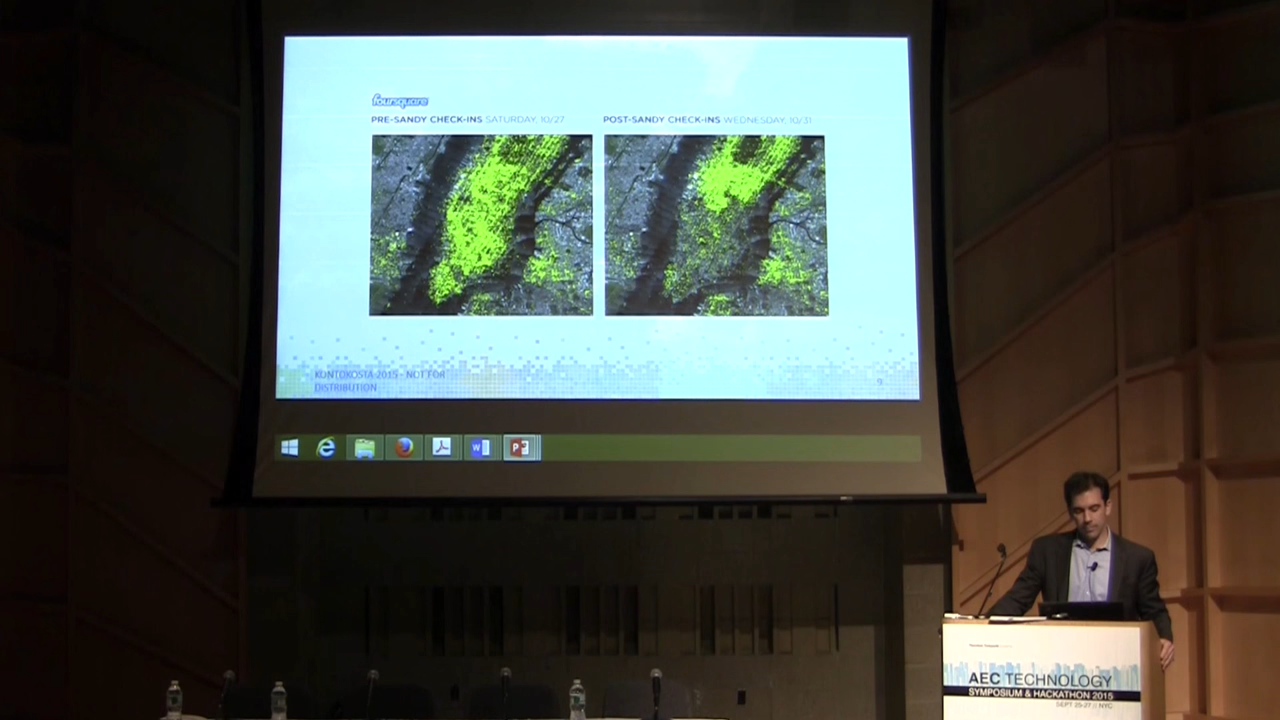 foursquare
PRE-SANDY CHECK-INS SATURDAY, 10/27
POST-SANDY CHECK-INS WEDNESDAY, 10/31
KONTOKOSTA 2015 - NOT FOR
DISTRIBUTION
9
AEC TECHNOLOGY
SYMPOSIUM & HACKATHON 2015
SEPT 25-27 // NYC